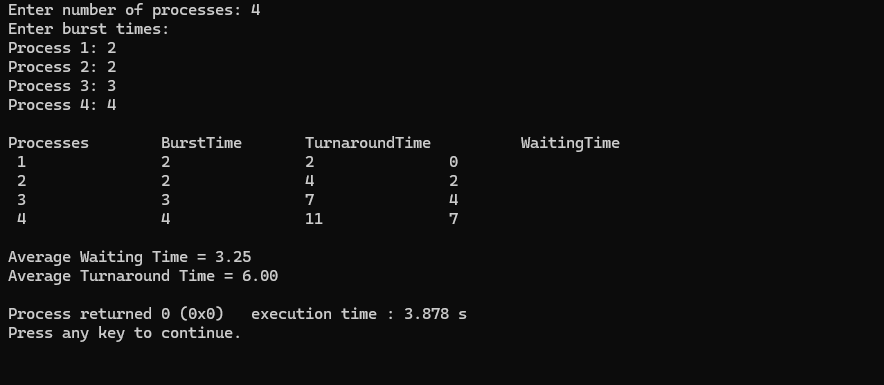 Enter number of processes: 4
Enter burst times:
Process 1: 2
Process 2: 2
Process 3: 3
Process 4: 4
Processes BurstTime TurnaroundTime WaitingTime
1 2 2 0
2 2 4 2
3 3 7 4
4 4 11 7
Average Waiting Time = 3.25
Average Turnaround Time = 6.00
Process returned 0 (0x0) execution time : 3.878 s
Press any key to continue.